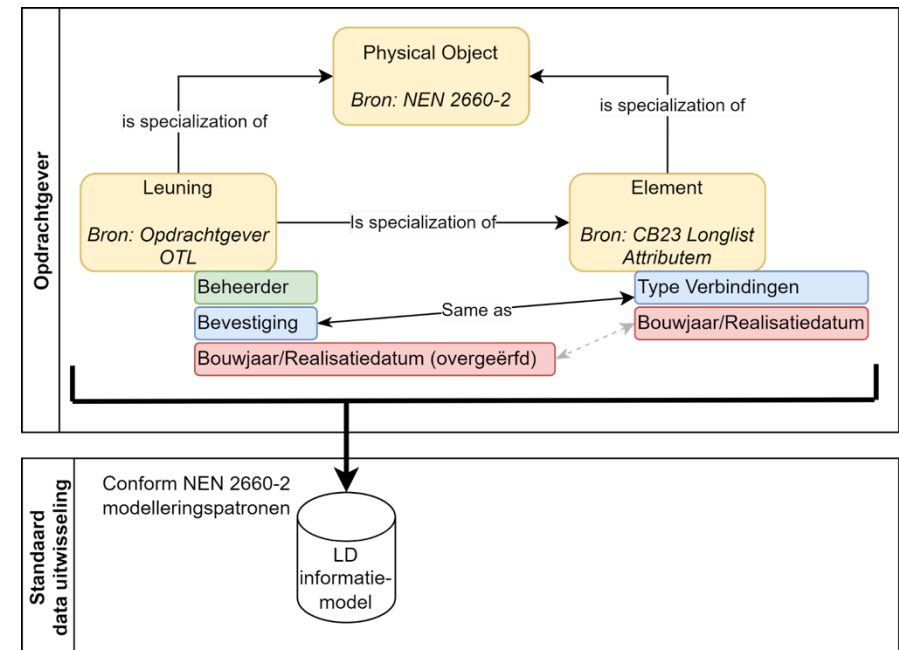 Opdrachtgever
Physical Object
Bron: NEN 2660-2
is specialization of
is specialization of
Leuning
Bron: Opdrachtgever
OTL
Is specialization of
Element
Bron: CB23 Longlist
Attributem
Beheerder
Bevestiging
Bouwjaar/Realisatiedatum (overgeërfd)
Same as
Type Verbindingen
Bouwjaar/Realisatiedatum
Standaard
data uitwisseling
Conform NEN 2660-2
modelleringspatronen
LD
informatie-
model